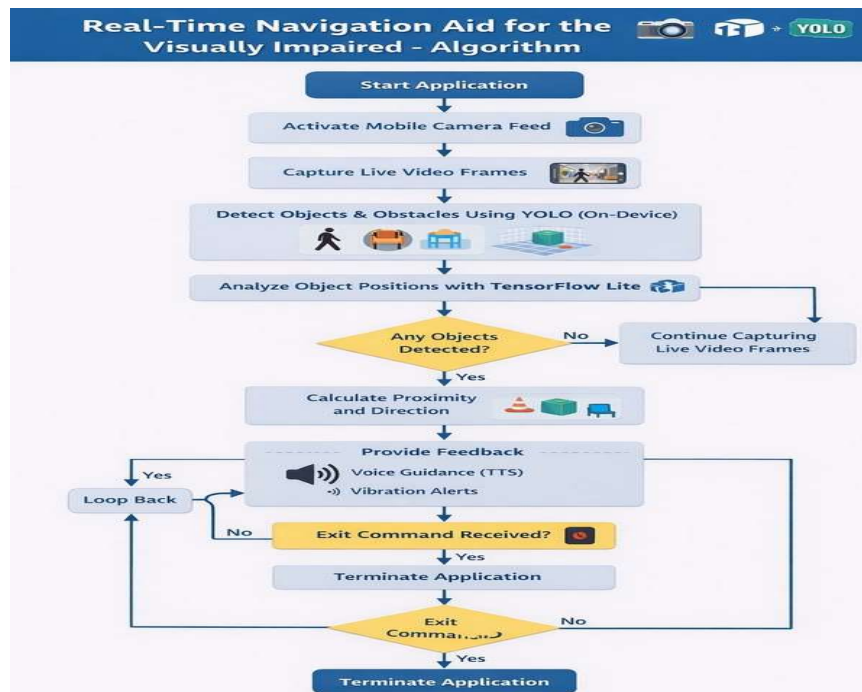 Real-Time Navigation Aid for the
Visually Impaired - Algorithm
YOLO
Start Application
Activate Mobile Camera Feed
Capture Live Video Frames
Detect Objects & Obstacles Using YOLO (On-Device)
Analyze Object Positions with TensorFlow Lite
Any Objects
Detected?
No
Continue Capturing
Live Video Frames
Yes
Calculate Proximity
and Direction
Provide Feedback
Voice Guidance (TTS)
Vibration Alerts
Yes
Loop Back
No
Exit Command Received?
Yes
Terminate Application
Exit
No
Yes
Terminate Application